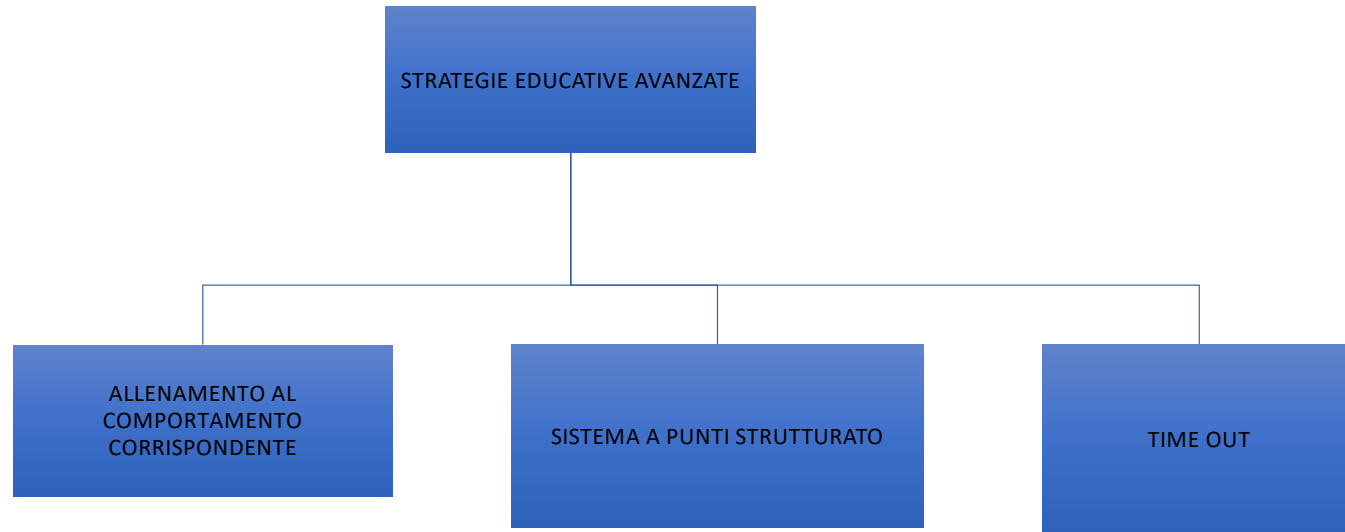 STRATEGIE EDUCATIVE AVANZATE
ALLENAMENTO AL
COMPORTAMENTO
CORRISPONDENTE
SISTEMA A PUNTI STRUTTURATO
TIME OUT